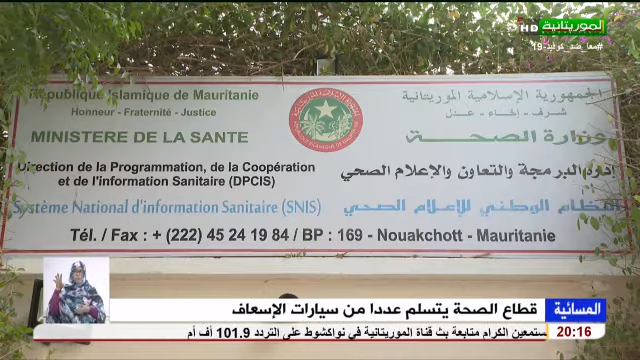 الموريتانية HD
#معا_ضد_كوفيد-19
République Islamique de Mauritanie
Honneur - Fraternité - Justice
الجمهورية الإسلامية الموريتانية
شرف - إخاء - عدل
MINISTERE DE LA SANTE
وزارة الصحة
Direction de la Programmation, de la Coopération
et de l'information Sanitaire (DPCIS)
إدارة البرمجة والتعاون والإعلام الصحي
Système National d'information Sanitaire (SNIS)
النظام الوطني للإعلام الصحي
Tél. / Fax : + (222) 45 24 19 84 / BP : 169 - Nouakchott - Mauritanie
المسائية
قطاع الصحة يتسلم عددا من سيارات الإسعاف
20:16
ستمعين الكرام متابعة بث قناة الموريتانية في نواكشوط على التردد 101.9 أف أم